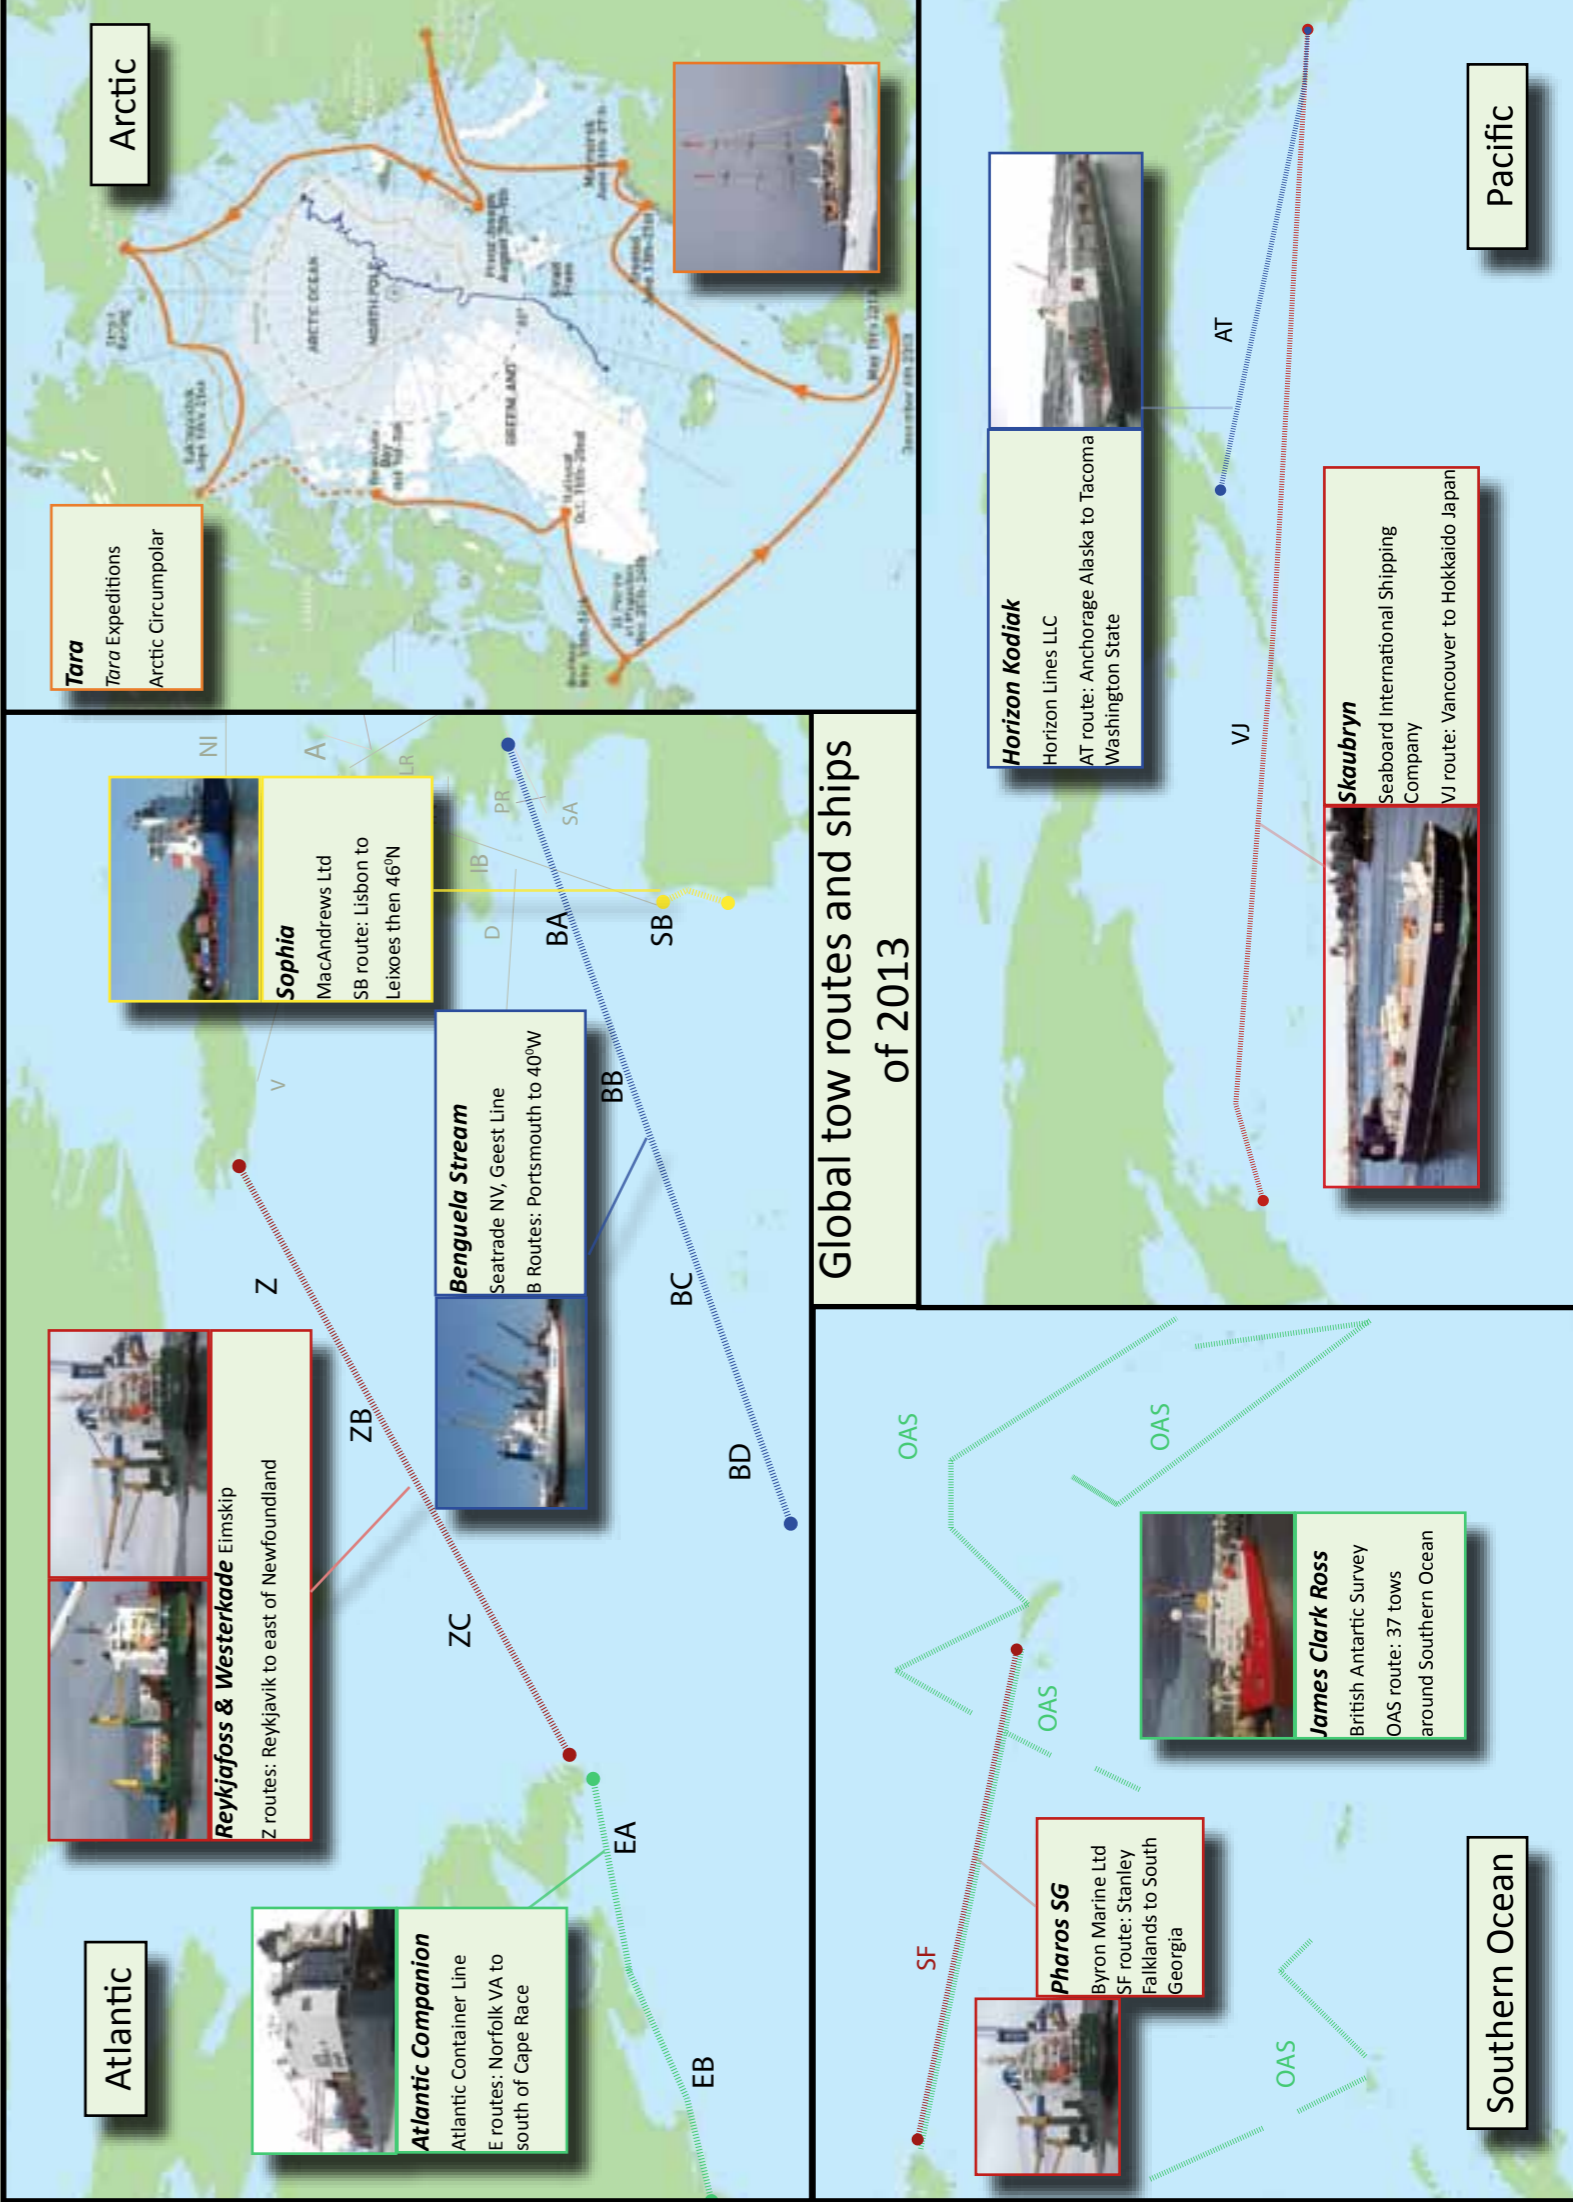 Atlantic
Reykjafoss & Westerkade Eimskip
Z routes: Reykjavik to east of Newfoundland
Atlantic Companion
Atlantic Container Line
E routes: Norfolk VA to
south of Cape Race
Benguela Stream
Seatrade NV, Geest Line
B Routes: Portsmouth to 40⁰W
Sophia
MacAndrews Ltd
SB route: Lisbon to
Leixoes then 46⁰N
Z
ZB
ZC
EA
EB
BA
BB
BC
BD
SB
V
D
IB
PR
SA
LR
A
NI
Arctic
Tara
Tara Expeditions
Arctic Circumpolar
ARCTIC OCEAN
NORTH POLE
GREENLAND
Global tow routes and ships
of 2013
Southern Ocean
SF
OAS
OAS
OAS
OAS
Pharos SG
Byron Marine Ltd
SF route: Stanley
Falklands to South
Georgia
James Clark Ross
British Antartic Survey
OAS route: 37 tows
around Southern Ocean
Pacific
Horizon Kodiak
Horizon Lines LLC
AT route: Anchorage Alaska to Tacoma
Washington State
AT
VJ
Skaubryn
Seaboard International Shipping
Company
VJ route: Vancouver to Hokkaido Japan